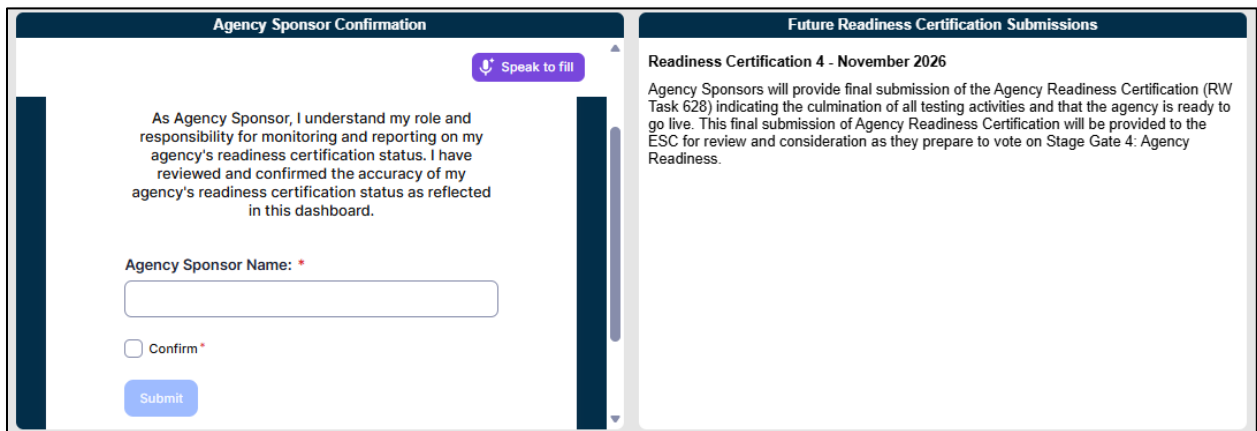 Agency Sponsor Confirmation
Speak to fill
As Agency Sponsor, I understand my role and
responsibility for monitoring and reporting on my
agency's readiness certification status. I have
reviewed and confirmed the accuracy of my
agency's readiness certification status as reflected
in this dashboard.
Agency Sponsor Name: *
Confirm *
Submit
Future Readiness Certification Submissions
Readiness Certification 4 - November 2026
Agency Sponsors will provide final submission of the Agency Readiness Certification (RW
Task 628) indicating the culmination of all testing activities and that the agency is ready to
go live. This final submission of Agency Readiness Certification will be provided to the
ESC for review and consideration as they prepare to vote on Stage Gate 4: Agency
Readiness.